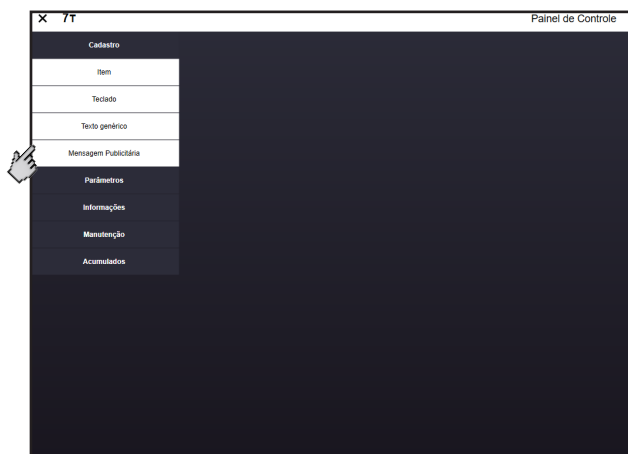 × 7T Painel de Controle
Cadastro
Item
Teclado
Texto genérico
Mensagem Publicitária
Parâmetros
Informações
Manutenção
Acumulados